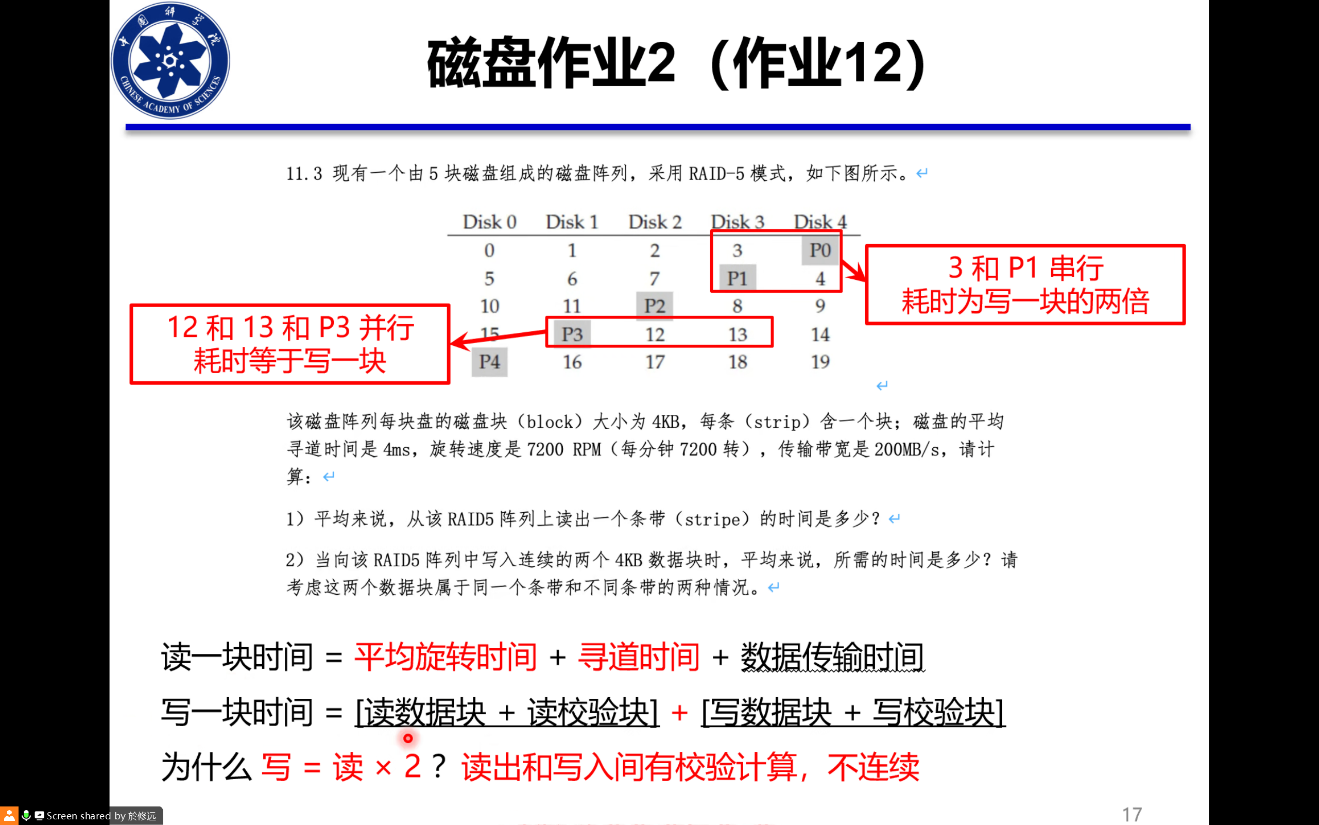 中国科学院
CHINESE ACADEMY OF SCIENCES
磁盘作业2（作业12）
11.3 现有一个由 5 块磁盘组成的磁盘阵列，采用 RAID-5 模式，如下图所示。↵
Disk 0 Disk 1 Disk 2 Disk 3 Disk 4
0 1 2 3 P0
5 6 7 P1 4
10 11 P2 8 9
15 P3 12 13 14
P4 16 17 18 19
↵
3 和 P1 串行
耗时为写一块的两倍
12 和 13 和 P3 并行
耗时等于写一块
该磁盘阵列每块盘的磁盘块（block）大小为 4KB，每条（strip）含一个块；磁盘的平均
寻道时间是 4ms，旋转速度是 7200 RPM（每分钟 7200 转），传输带宽是 200MB/s，请计
算：↵
1）平均来说，从该 RAID5 阵列上读出一个条带（stripe）的时间是多少？↵
2）当向该 RAID5 阵列中写入连续的两个 4KB 数据块时，平均来说，所需的时间是多少？请
考虑这两个数据块属于同一个条带和不同条带的两种情况。↵
读一块时间 = 平均旋转时间 + 寻道时间 + 数据传输时间
写一块时间 = [读数据块 + 读校验块] + [写数据块 + 写校验块]
为什么 写 = 读 × 2 ？读出和写入间有校验计算，不连续
17
Screen shared by 於修远